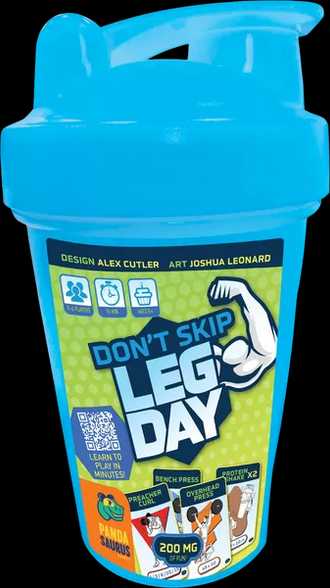 DESIGN ALEX CUTLER ART JOSHUA LEONARD
DON'T SKIP
LEG
DAY
LEARN TO
PLAY IN
MINUTES!
PANDA
SAURUS
PREACHER
CURL
BENCH PRESS
OVERHEAD
PRESS
PROTEIN
SHAKE X2
200 MG
OF FUN!